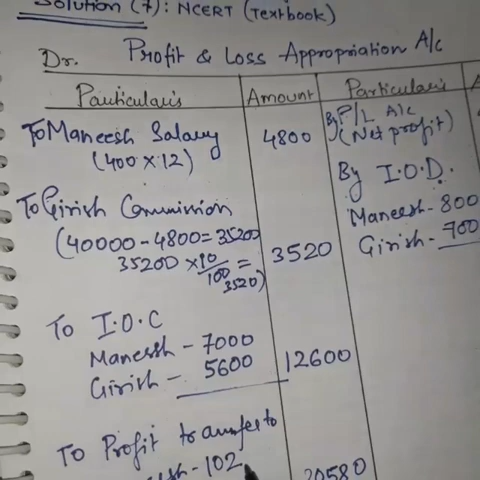 Solution (7): NCERT (Textbook)
Dr. Profit & Loss Appropriation A/c
Particulars Amount Particulars
To Maneesh Salary 4800
(400 × 12)
By P/L A/c
(Net profit)
By I.O.D.
Maneesh - 800
Girish - 700
To Girish Commission
(40000 - 4800 = 35200
35200 × 10/100 = 3520) 3520
To I.O.C
Maneesh - 7000
Girish - 5600 12600
To Profit transfer to
sh - 102 20580